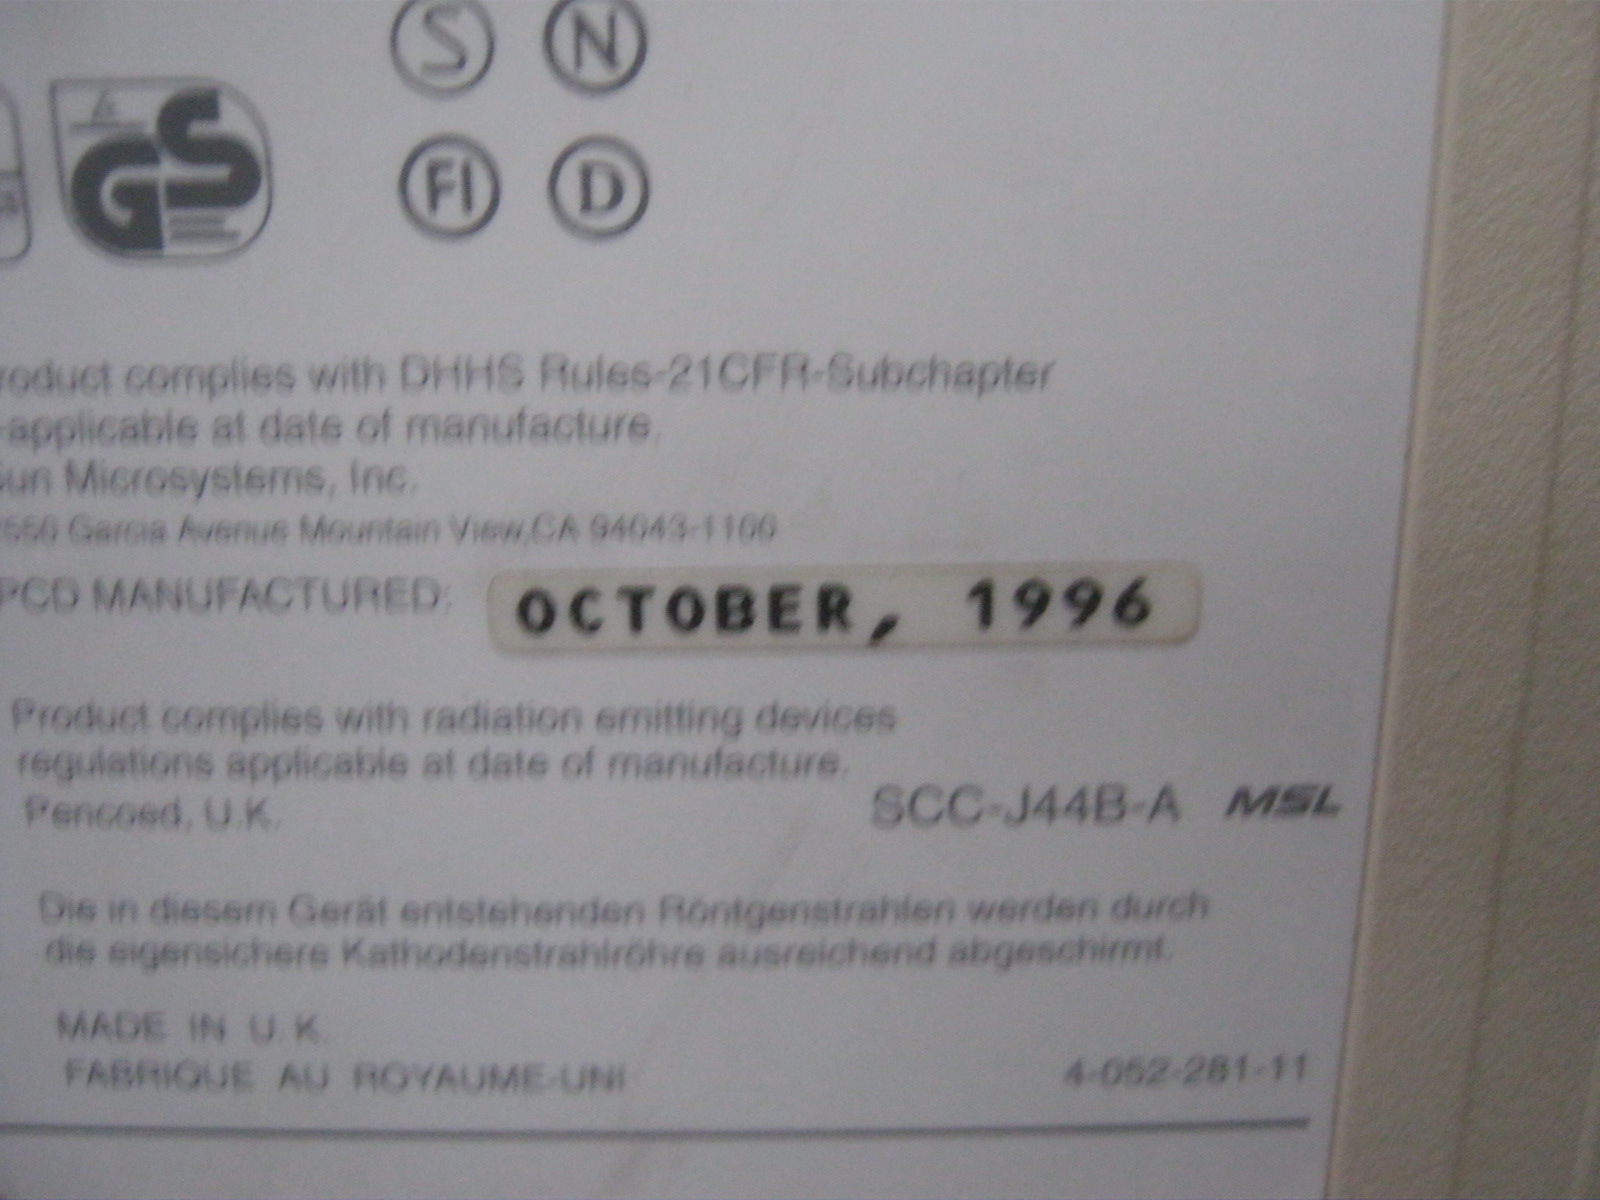 S N
GS
FI D
roduct complies with DHHS Rules-21CFR-Subchapter
-applicable at date of manufacture.
Sun Microsystems, Inc.
2550 Garcia Avenue Mountain View,CA 94043-1100
PCD MANUFACTURED: OCTOBER, 1996
Product complies with radiation emitting devices
regulations applicable at date of manufacture.
Pencoed, U.K.
SCC-J44B-A MSL
Die in diesem Gerät entstehenden Röntgenstrahlen werden durch
die eigensichere Kathodenstrahlröhre ausreichend abgeschirmt.
MADE IN U.K.
FABRIQUE AU ROYAUME-UNI
4-052-281-11